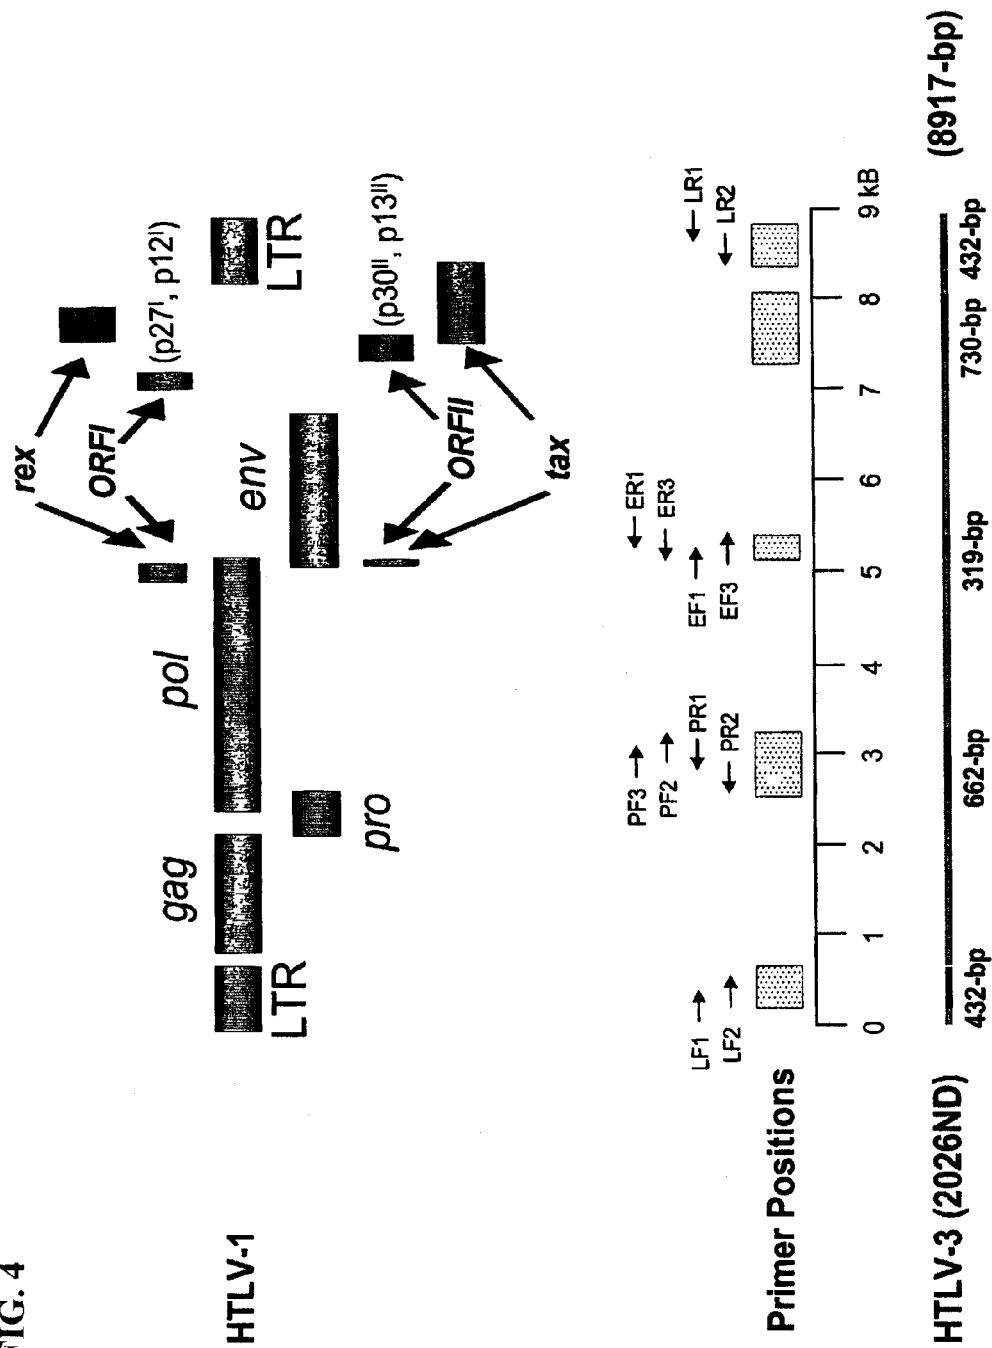 FIG. 4
rex
ORFI
(p27ᴵ, p12ᴵ)
HTLV-1
gag
pol
env
LTR
LTR
pro
(p30ᴵᴵ, p13ᴵᴵ)
ORFII
tax
PF3
ER1
PF2
ER3
LF1
PR1
EF1
LR1
LF2
PR2
EF3
LR2
Primer Positions
0 1 2 3 4 5 6 7 8 9 kB
HTLV-3 (2026ND) (8917-bp)
432-bp 662-bp 319-bp 730-bp 432-bp